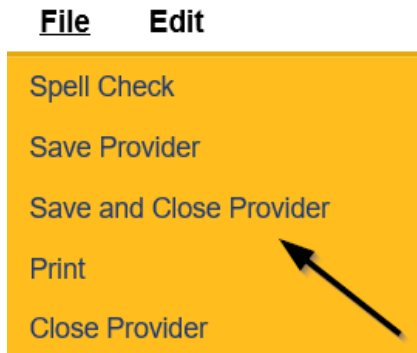 File Edit
Spell Check
Save Provider
Save and Close Provider
Print
Close Provider